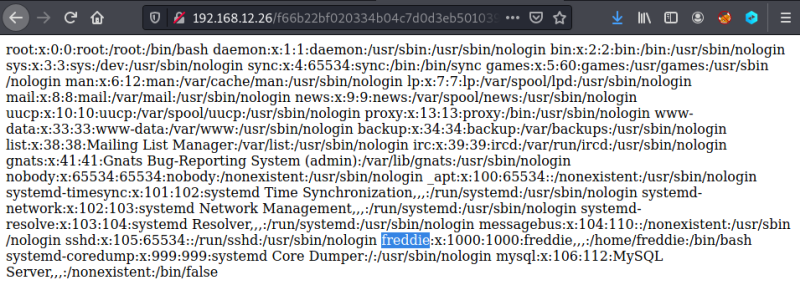 192.168.12.26/f66b22bf020334b04c7d0d3eb50103
root:x:0:0:root:/root:/bin/bash daemon:x:1:1:daemon:/usr/sbin:/usr/sbin/nologin bin:x:2:2:bin:/bin:/usr/sbin/nologin
sys:x:3:3:sys:/dev:/usr/sbin/nologin sync:x:4:65534:sync:/bin:/bin/sync games:x:5:60:games:/usr/games:/usr/sbin
/nologin man:x:6:12:man:/var/cache/man:/usr/sbin/nologin lp:x:7:7:lp:/var/spool/lpd:/usr/sbin/nologin
mail:x:8:8:mail:/var/mail:/usr/sbin/nologin news:x:9:9:news:/var/spool/news:/usr/sbin/nologin
uucp:x:10:10:uucp:/var/spool/uucp:/usr/sbin/nologin proxy:x:13:13:proxy:/bin:/usr/sbin/nologin www-
data:x:33:33:www-data:/var/www:/usr/sbin/nologin backup:x:34:34:backup:/var/backups:/usr/sbin/nologin
list:x:38:38:Mailing List Manager:/var/list:/usr/sbin/nologin irc:x:39:39:ircd:/var/run/ircd:/usr/sbin/nologin
gnats:x:41:41:Gnats Bug-Reporting System (admin):/var/lib/gnats:/usr/sbin/nologin
nobody:x:65534:65534:nobody:/nonexistent:/usr/sbin/nologin _apt:x:100:65534::/nonexistent:/usr/sbin/nologin
systemd-timesync:x:101:102:systemd Time Synchronization,,,:/run/systemd:/usr/sbin/nologin systemd-
network:x:102:103:systemd Network Management,,,:/run/systemd:/usr/sbin/nologin systemd-
resolve:x:103:104:systemd Resolver,,,:/run/systemd:/usr/sbin/nologin messagebus:x:104:110::/nonexistent:/usr/sbin
/nologin sshd:x:105:65534::/run/sshd:/usr/sbin/nologin freddie:x:1000:1000:freddie,,,:/home/freddie:/bin/bash
systemd-coredump:x:999:999:systemd Core Dumper:/:/usr/sbin/nologin mysql:x:106:112:MySQL
Server,,,:/nonexistent:/bin/false